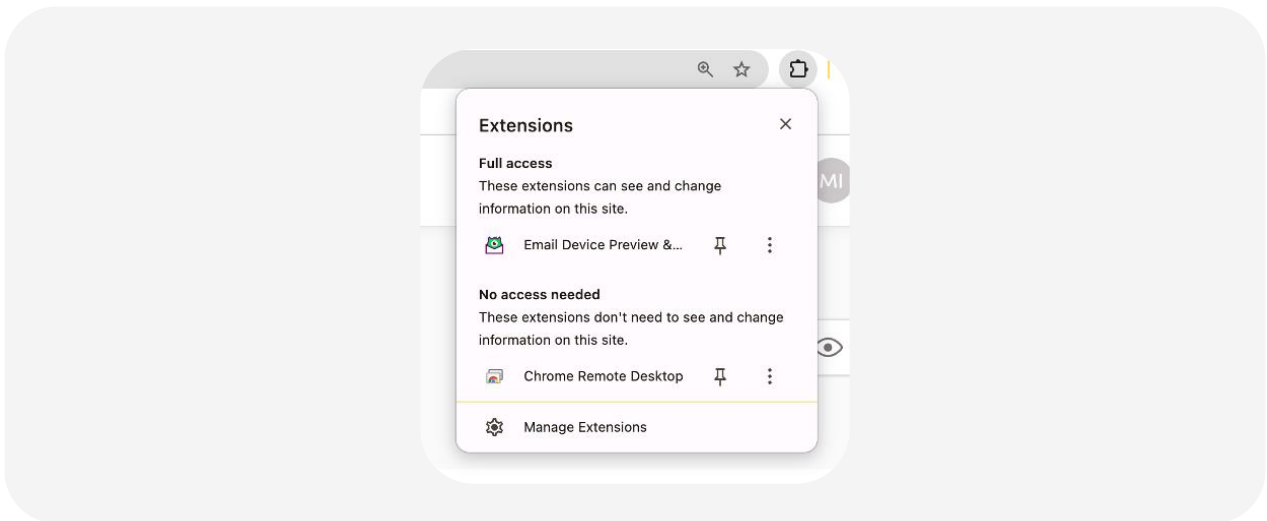 Extensions
Full access
These extensions can see and change
information on this site.
MI
Email Device Preview &...
No access needed
These extensions don't need to see and change
information on this site.
Chrome Remote Desktop
Manage Extensions